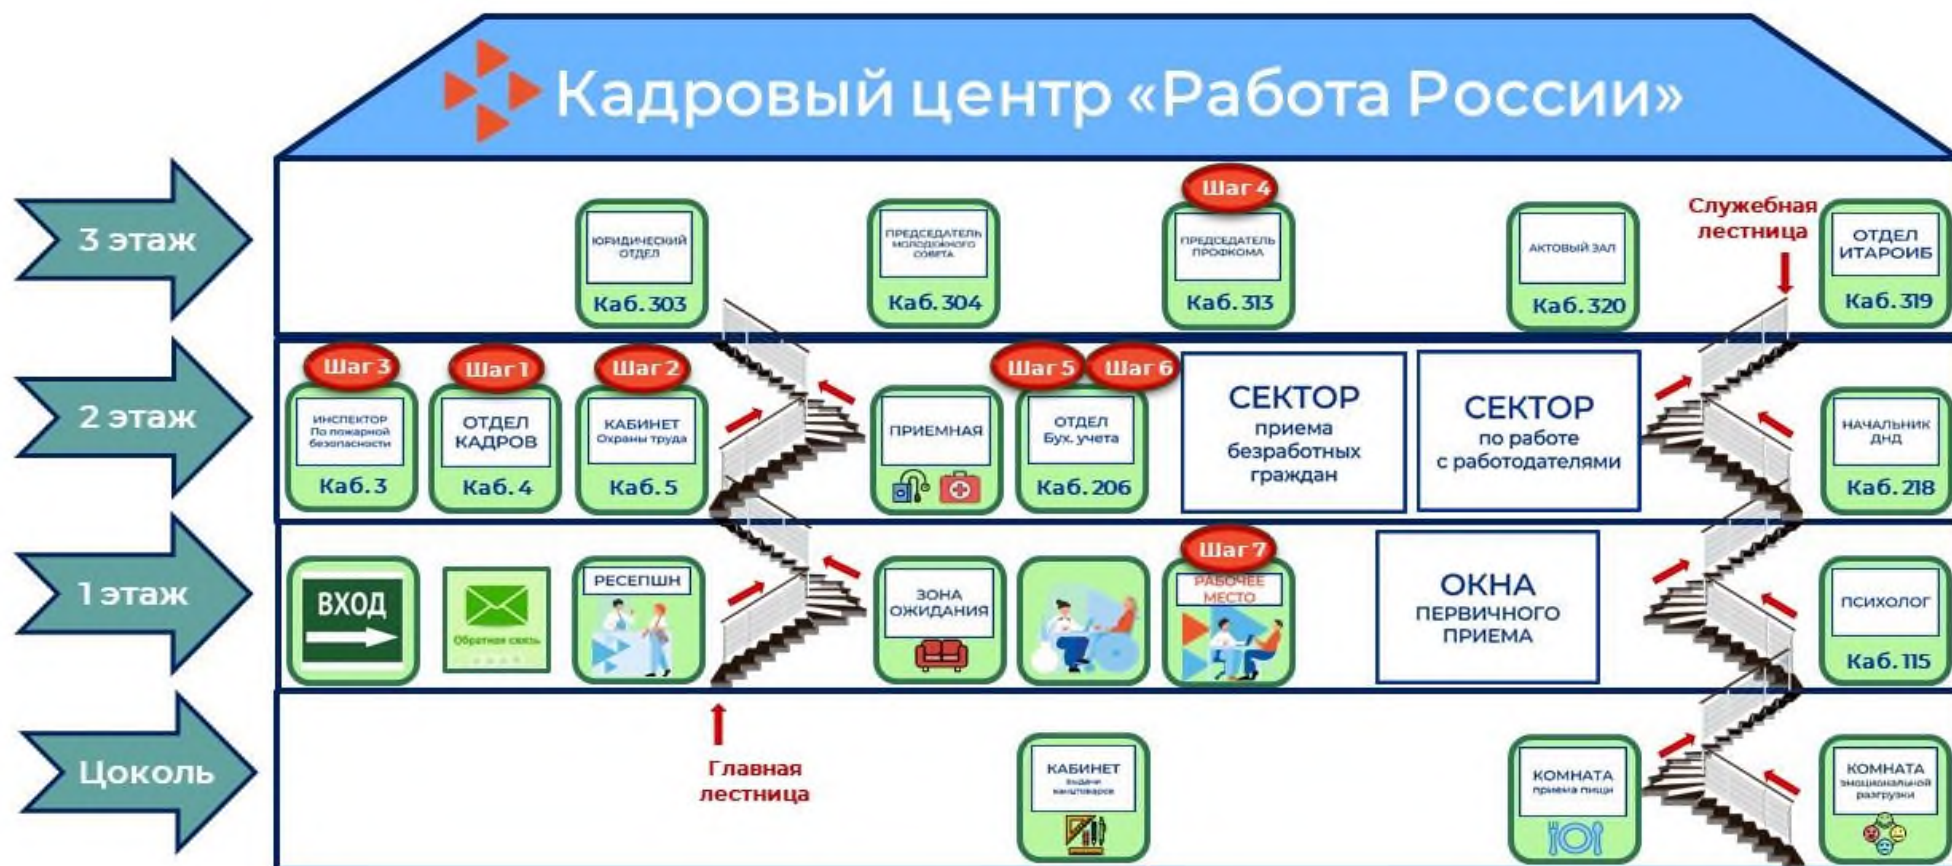 Кадровый центр «Работа России»
3 этаж
ЮРИДИЧЕСКИЙ
ОТДЕЛ
Каб. 303
ПРЕДСЕДАТЕЛЬ
МОЛОДЕЖНОГО
СОВЕТА
Каб. 304
Шаг 4
ПРЕДСЕДАТЕЛЬ
ПРОФКОМА
Каб. 313
АКТОВЫЙ ЗАЛ
Каб. 320
Служебная
лестница
ОТДЕЛ
ИТАРОИБ
Каб. 319
2 этаж
Шаг 3
ИНСПЕКТОР
По пожарной
безопасности
Каб. 3
Шаг 1
ОТДЕЛ
КАДРОВ
Каб. 4
Шаг 2
КАБИНЕТ
Охраны труда
Каб. 5
ПРИЕМНАЯ
Шаг 5
Шаг 6
ОТДЕЛ
Бух. учета
Каб. 206
СЕКТОР
приема
безработных
граждан
СЕКТОР
по работе
с работодателями
НАЧАЛЬНИК
ДНД
Каб. 218
1 этаж
ВХОД
Обратная связь
РЕСЕПШН
ЗОНА
ОЖИДАНИЯ
Шаг 7
РАБОЧЕЕ
МЕСТО
ОКНА
ПЕРВИЧНОГО
ПРИЕМА
ПСИХОЛОГ
Каб. 115
Цоколь
Главная
лестница
КАБИНЕТ
выдачи
канцтоваров
КОМНАТА
приема пищи
КОМНАТА
эмоциональной
разгрузки